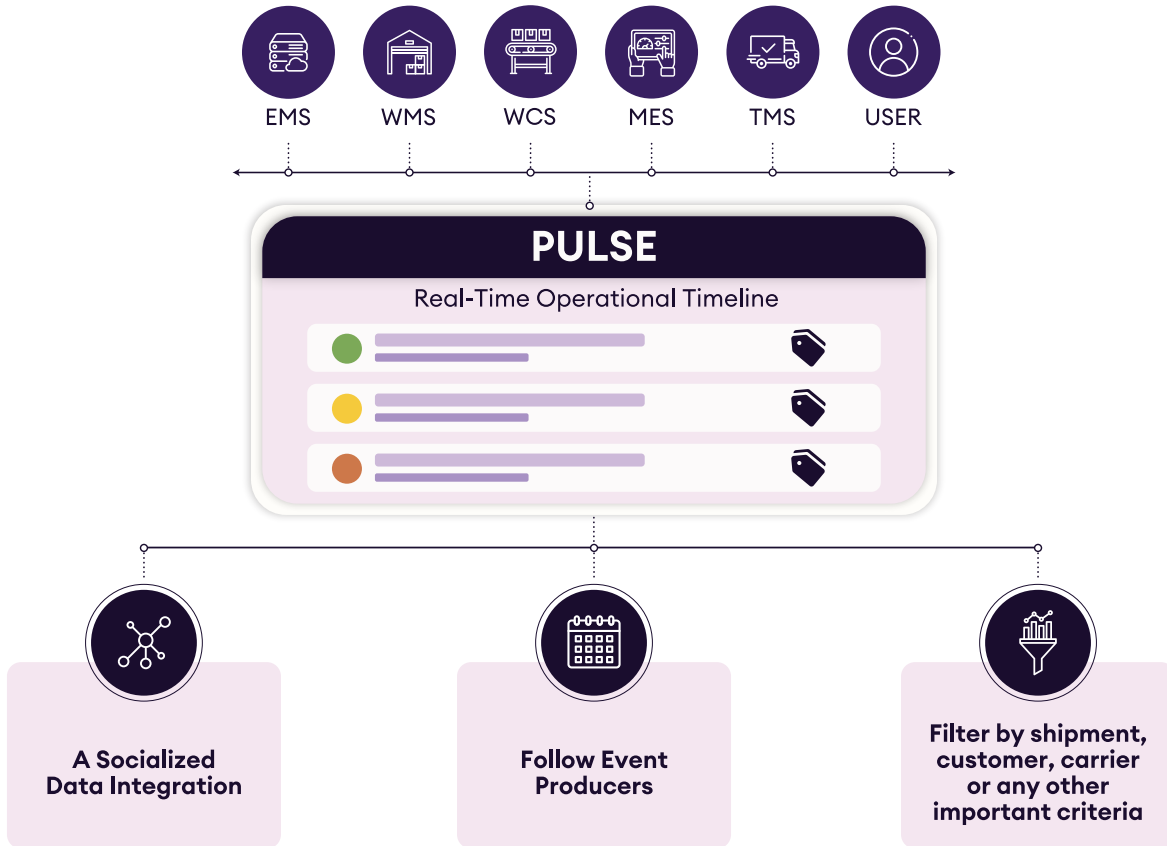 EMS
WMS
WCS
MES
TMS
USER
PULSE
Real-Time Operational Timeline
A Socialized
Data Integration
Follow Event
Producers
Filter by shipment,
customer, carrier
or any other
important criteria